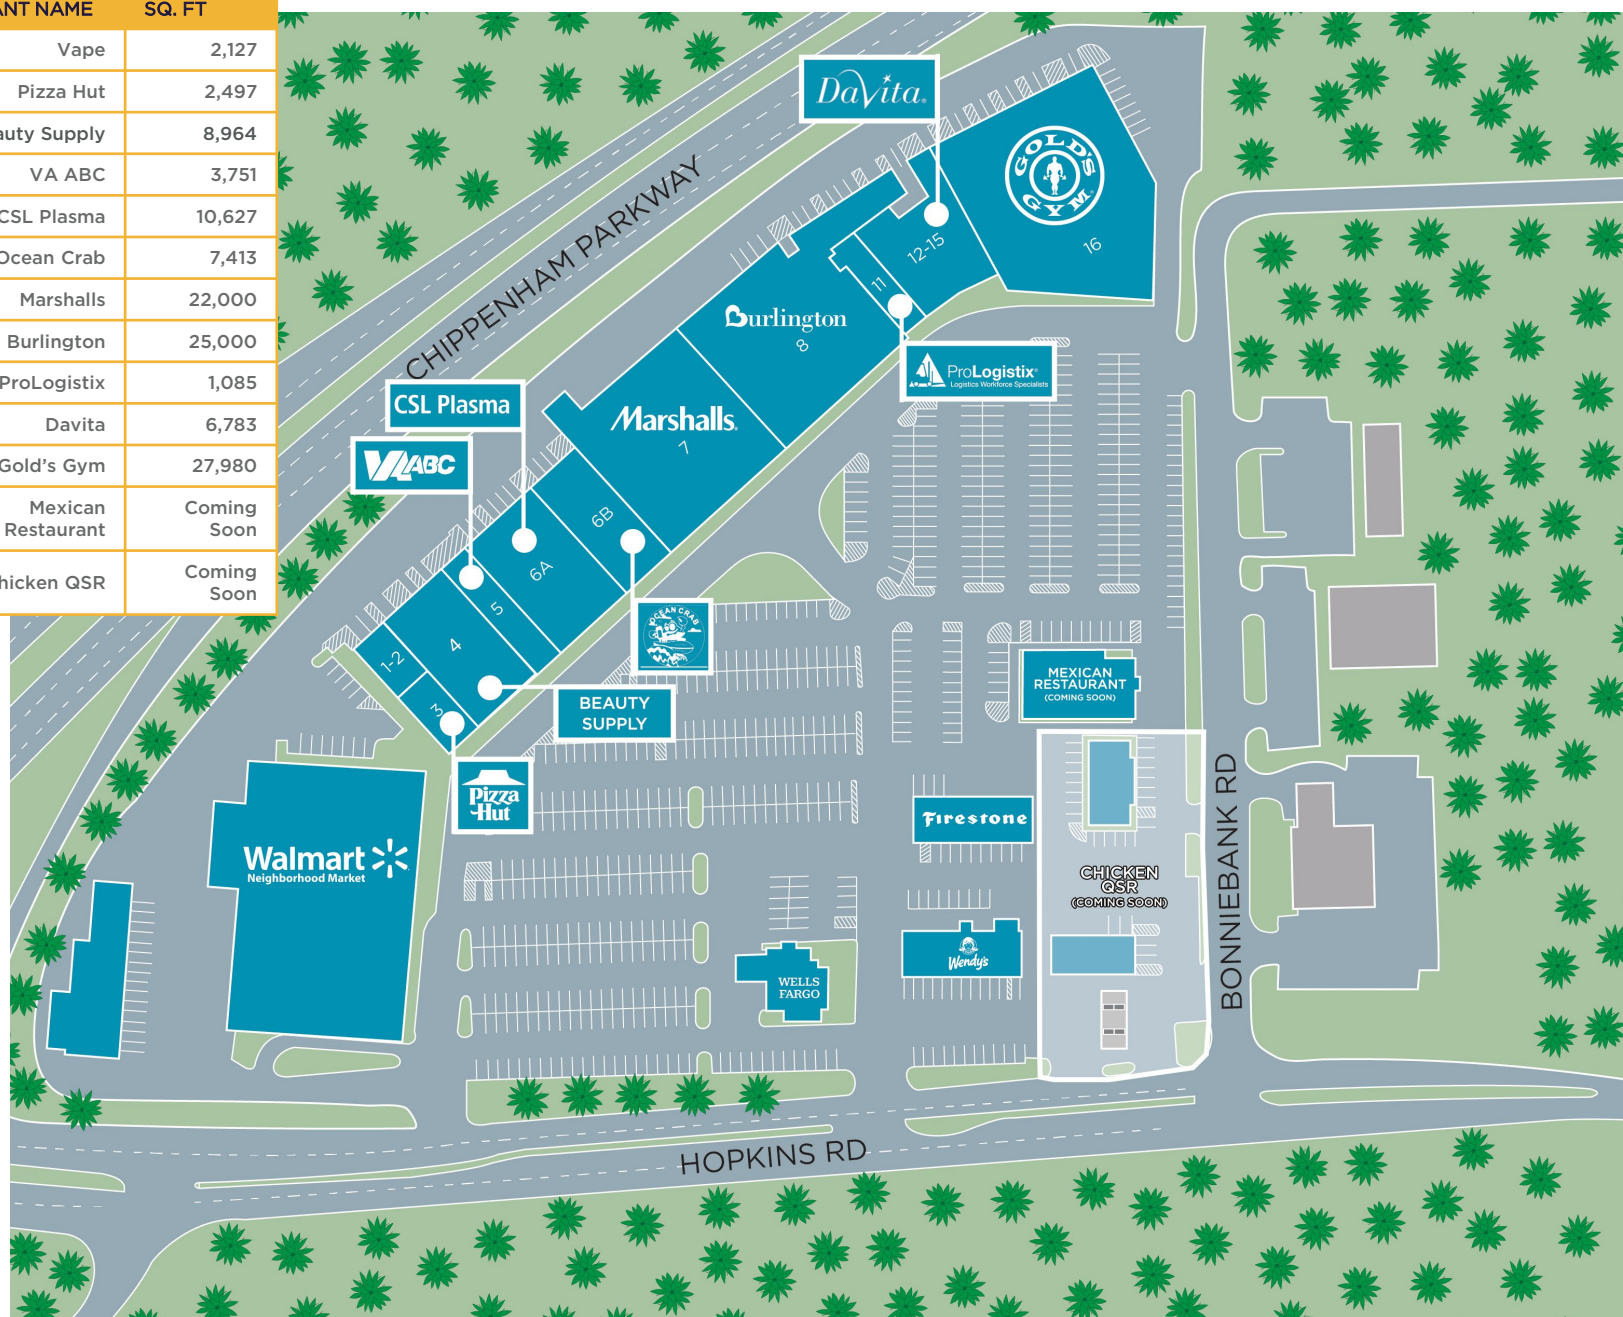 ANT NAME SQ. FT
Vape 2,127
Pizza Hut 2,497
auty Supply 8,964
VA ABC 3,751
CSL Plasma 10,627
Ocean Crab 7,413
Marshalls 22,000
Burlington 25,000
ProLogistix 1,085
Davita 6,783
Gold's Gym 27,980
Mexican Restaurant Coming Soon
hicken QSR Coming Soon
DaVita.
GOLD'S
GYM
16
12-15
11
CHIPPENHAM PARKWAY
Burlington
8
ProLogistix
Logistics Workforce Specialists
CSL Plasma
Marshalls.
7
VA ABC
6B
6A
5
4
1-2
3
OCEAN CRAB
BEAUTY
SUPPLY
MEXICAN
RESTAURANT
(COMING SOON)
Pizza
Hut
Firestone
Walmart
Neighborhood Market
CHICKEN
QSR
(COMING SOON)
BONNIEBANK RD
Wendy's
WELLS
FARGO
HOPKINS RD